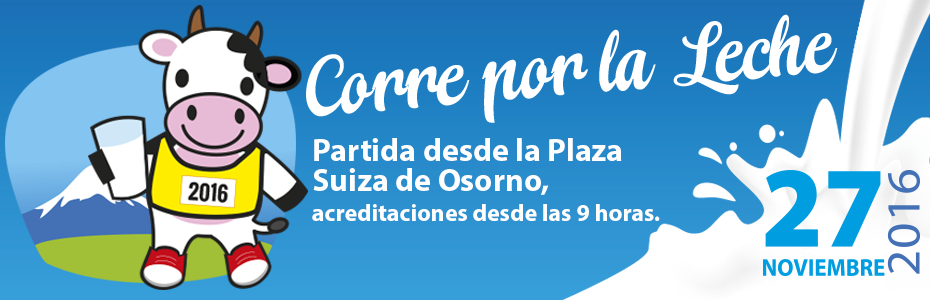 Corre por la Leche
Partida desde la Plaza
Suiza de Osorno,
acreditaciones desde las 9 horas.
2016
27
NOVIEMBRE
2016